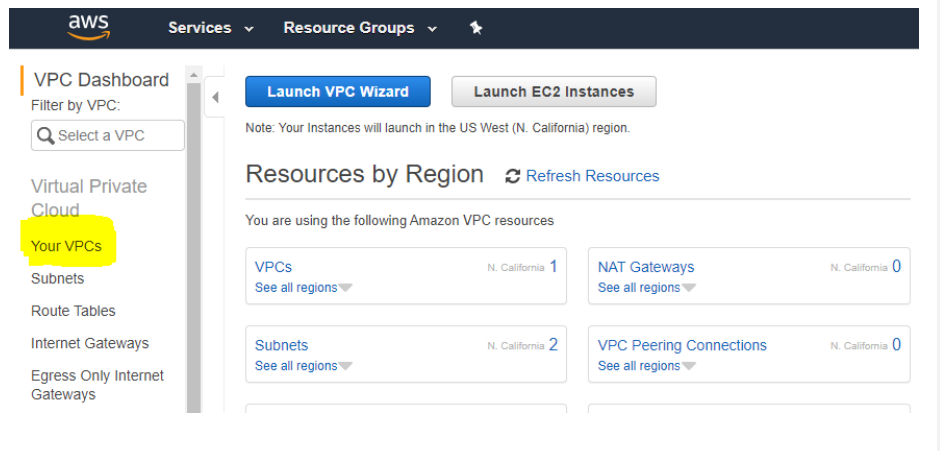 aws Services Resource Groups
VPC Dashboard
Filter by VPC:
Select a VPC
Virtual Private
Cloud
Your VPCs
Subnets
Route Tables
Internet Gateways
Egress Only Internet
Gateways
Launch VPC Wizard Launch EC2 Instances
Note: Your Instances will launch in the US West (N. California) region.
Resources by Region Refresh Resources
You are using the following Amazon VPC resources
VPCs N. California 1
See all regions
NAT Gateways N. California 0
See all regions
Subnets N. California 2
See all regions
VPC Peering Connections N. California 0
See all regions